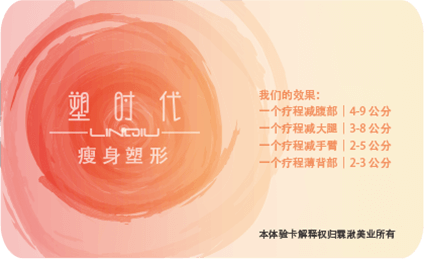 塑时代
LINQIU
瘦身塑形
我们的效果：
一个疗程减腹部｜4-9 公分
一个疗程减大腿｜3-8 公分
一个疗程减手臂｜2-5 公分
一个疗程薄背部｜2-3 公分
本体验卡解释权归霖湫美业所有